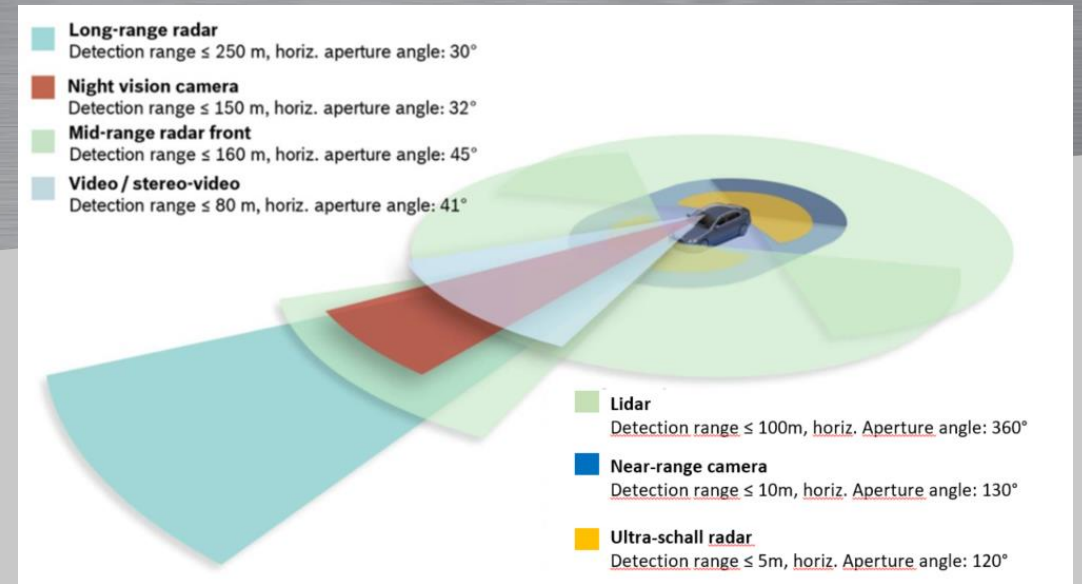 Long-range radar
Detection range ≤ 250 m, horiz. aperture angle: 30°
Night vision camera
Detection range ≤ 150 m, horiz. aperture angle: 32°
Mid-range radar front
Detection range ≤ 160 m, horiz. aperture angle: 45°
Video / stereo-video
Detection range ≤ 80 m, horiz. aperture angle: 41°
Lidar
Detection range ≤ 100m, horiz. Aperture angle: 360°
Near-range camera
Detection range ≤ 10m, horiz. Aperture angle: 130°
Ultra-schall radar
Detection range ≤ 5m, horiz. Aperture angle: 120°